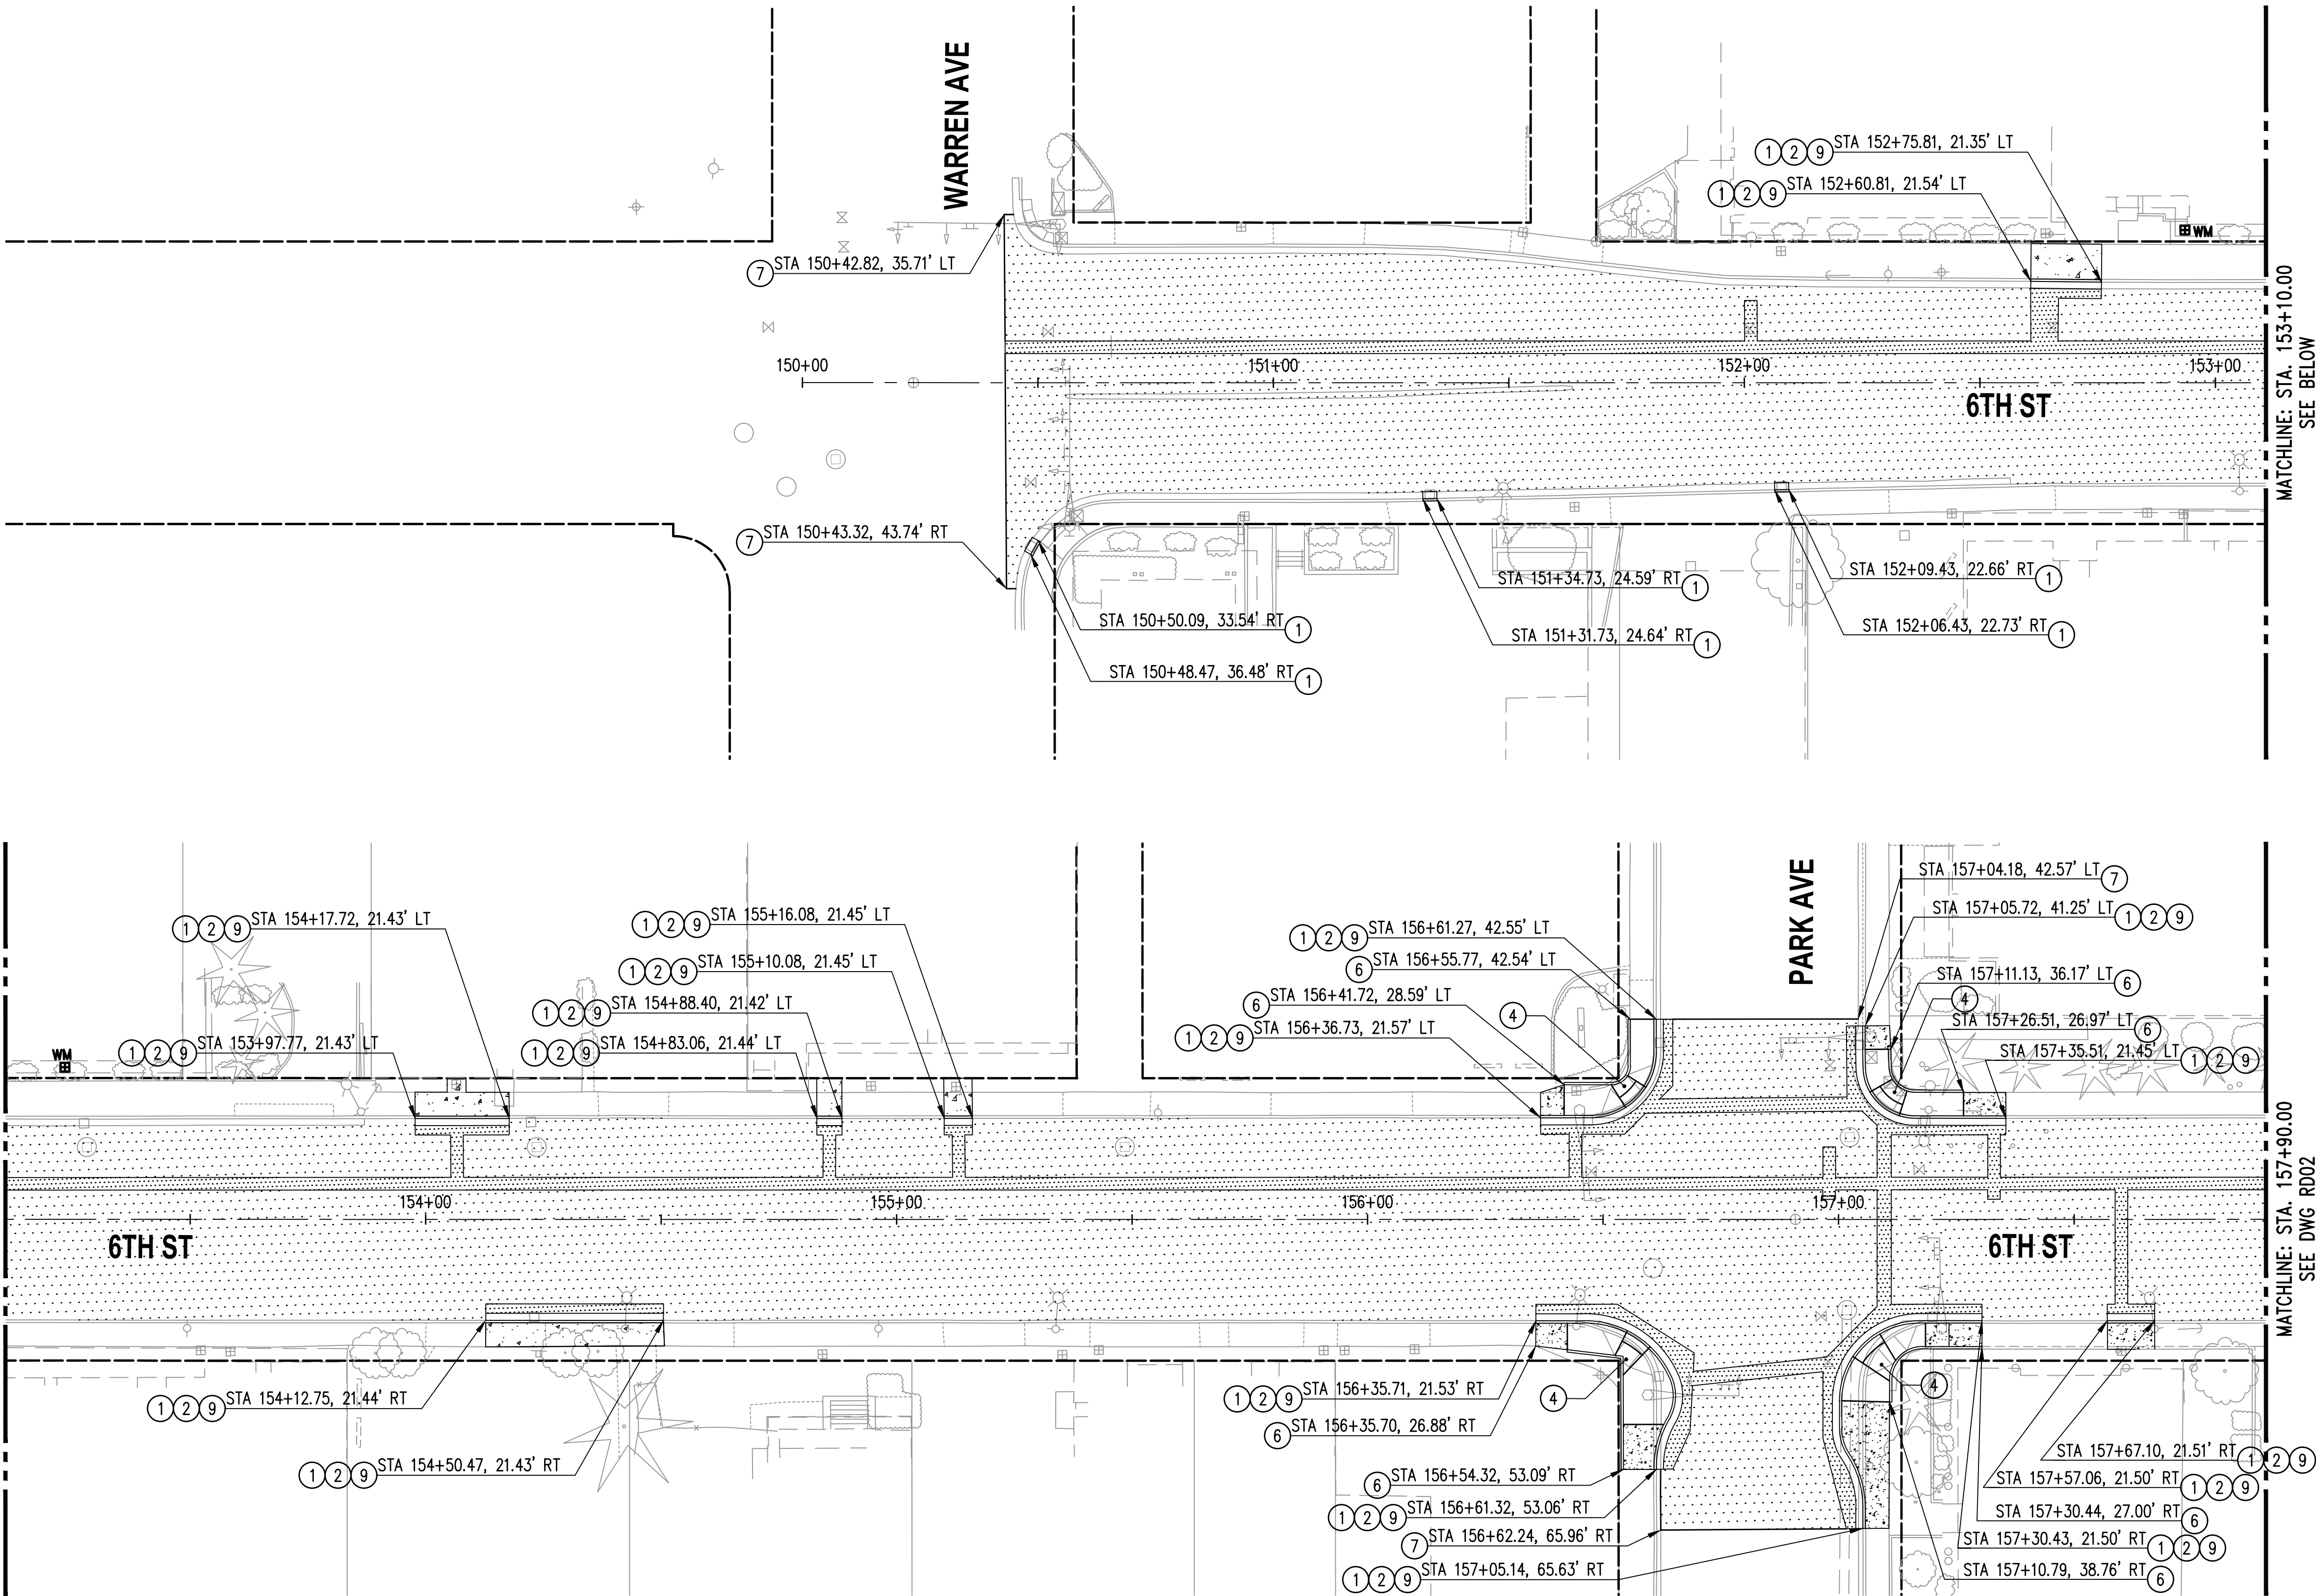 WARREN AVE
1 2 9 STA 152+75.81, 21.35' LT
1 2 9 STA 152+60.81, 21.54' LT
WM
7 STA 150+42.82, 35.71' LT
150+00
151+00
152+00
153+00
6TH ST
MATCHLINE: STA. 153+10.00
SEE BELOW
7 STA 150+43.32, 43.74' RT
STA 151+34.73, 24.59' RT 1
STA 152+09.43, 22.66' RT 1
STA 150+50.09, 33.54' RT 1
STA 151+31.73, 24.64' RT 1
STA 152+06.43, 22.73' RT 1
STA 150+48.47, 36.48' RT 1
PARK AVE
STA 157+04.18, 42.57' LT 7
1 2 9 STA 154+17.72, 21.43' LT
1 2 9 STA 155+16.08, 21.45' LT
STA 157+05.72, 41.25' LT 1 2 9
1 2 9 STA 156+61.27, 42.55' LT
1 2 9 STA 155+10.08, 21.45' LT
6 STA 156+55.77, 42.54' LT
STA 157+11.13, 36.17' LT 6
1 2 9 STA 154+88.40, 21.42' LT
6 STA 156+41.72, 28.59' LT
4
4
STA 157+26.51, 26.97' LT 6
1 2 9 STA 156+36.73, 21.57' LT
WM
1 2 9 STA 153+97.77, 21.43' LT
1 2 9 STA 154+83.06, 21.44' LT
STA 157+35.51, 21.45' LT 1 2 9
154+00
155+00
156+00
157+00
6TH ST
6TH ST
MATCHLINE: STA. 157+90.00
SEE DWG RD02
1 2 9 STA 154+12.75, 21.44' RT
1 2 9 STA 156+35.71, 21.53' RT
4
4
6 STA 156+35.70, 26.88' RT
1 2 9 STA 154+50.47, 21.43' RT
STA 157+67.10, 21.51' RT 1 2 9
6 STA 156+54.32, 53.09' RT
STA 157+57.06, 21.50' RT 1 2 9
1 2 9 STA 156+61.32, 53.06' RT
STA 157+30.44, 27.00' RT 6
7 STA 156+62.24, 65.96' RT
STA 157+30.43, 21.50' RT 1 2 9
1 2 9 STA 157+05.14, 65.63' RT
STA 157+10.79, 38.76' RT 6